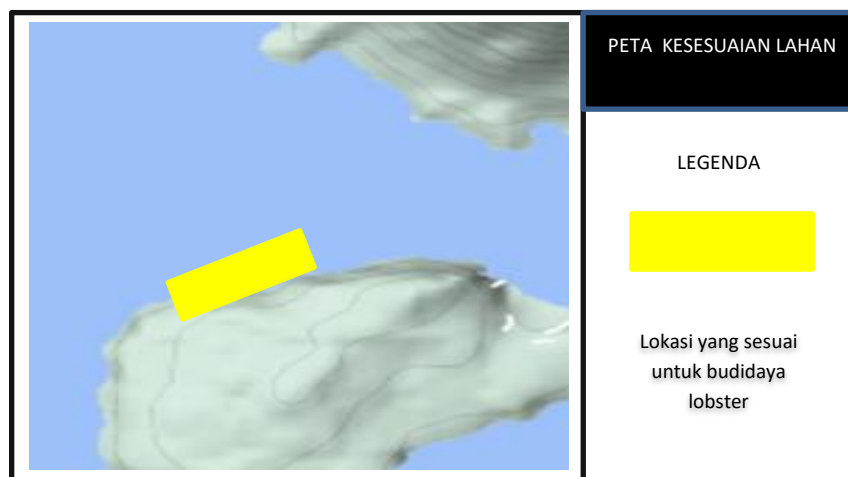 PETA KESESUAIAN LAHAN
LEGENDA
Lokasi yang sesuai
untuk budidaya
lobster